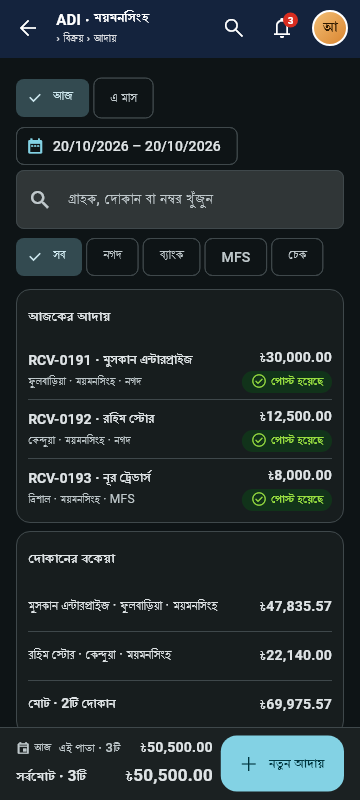 ADI · ময়মনসিংহ
› বিক্রয় › আদায়
3
আ
আজ
এ মাস
20/10/2026 – 20/10/2026
গ্রাহক, দোকান বা নম্বর খুঁজুন
সব
নগদ
ব্যাংক
MFS
চেক
আজকের আদায়
RCV-0191 · মুসকান এন্টারপ্রাইজ
৳30,000.00
ফুলবাড়িয়া · ময়মনসিংহ · নগদ
পোস্ট হয়েছে
RCV-0192 · রহিম স্টোর
৳12,500.00
কেন্দুয়া · ময়মনসিংহ · নগদ
পোস্ট হয়েছে
RCV-0193 · নূর ট্রেডার্স
৳8,000.00
ত্রিশাল · ময়মনসিংহ · MFS
পোস্ট হয়েছে
দোকানের বকেয়া
মুসকান এন্টারপ্রাইজ · ফুলবাড়িয়া · ময়মনসিংহ
৳47,835.57
রহিম স্টোর · কেন্দুয়া · ময়মনসিংহ
৳22,140.00
মোট · 2টি দোকান
৳69,975.57
আজ এই পাতা · 3টি
৳50,500.00
সর্বমোট · 3টি
৳50,500.00
নতুন আদায়